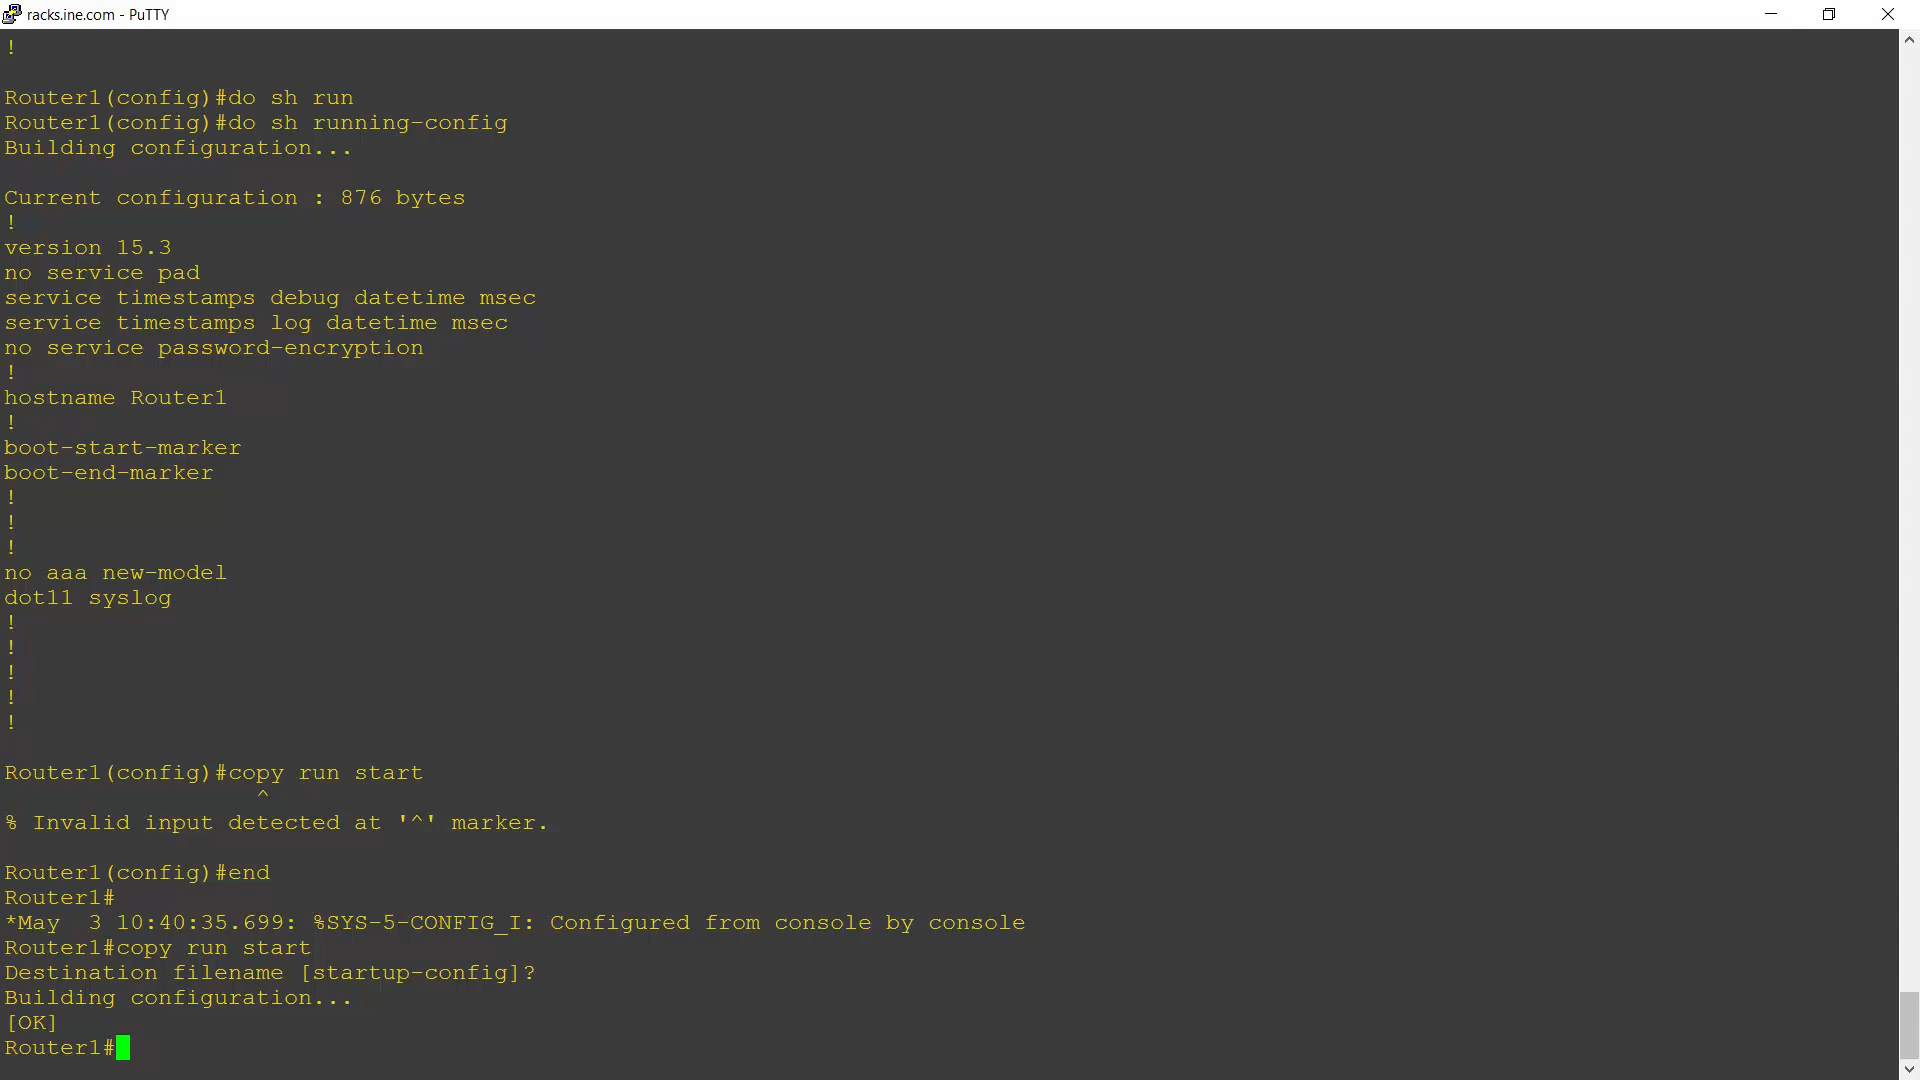 racks.ine.com - PuTTY
!
Router1(config)#do sh run
Router1(config)#do sh running-config
Building configuration...
Current configuration : 876 bytes
!
version 15.3
no service pad
service timestamps debug datetime msec
service timestamps log datetime msec
no service password-encryption
!
hostname Router1
!
boot-start-marker
boot-end-marker
!
!
!
no aaa new-model
dot11 syslog
!
!
!
!
!
Router1(config)#copy run start
^
% Invalid input detected at '^' marker.
Router1(config)#end
Router1#
*May  3 10:40:35.699: %SYS-5-CONFIG_I: Configured from console by console
Router1#copy run start
Destination filename [startup-config]?
Building configuration...
[OK]
Router1#